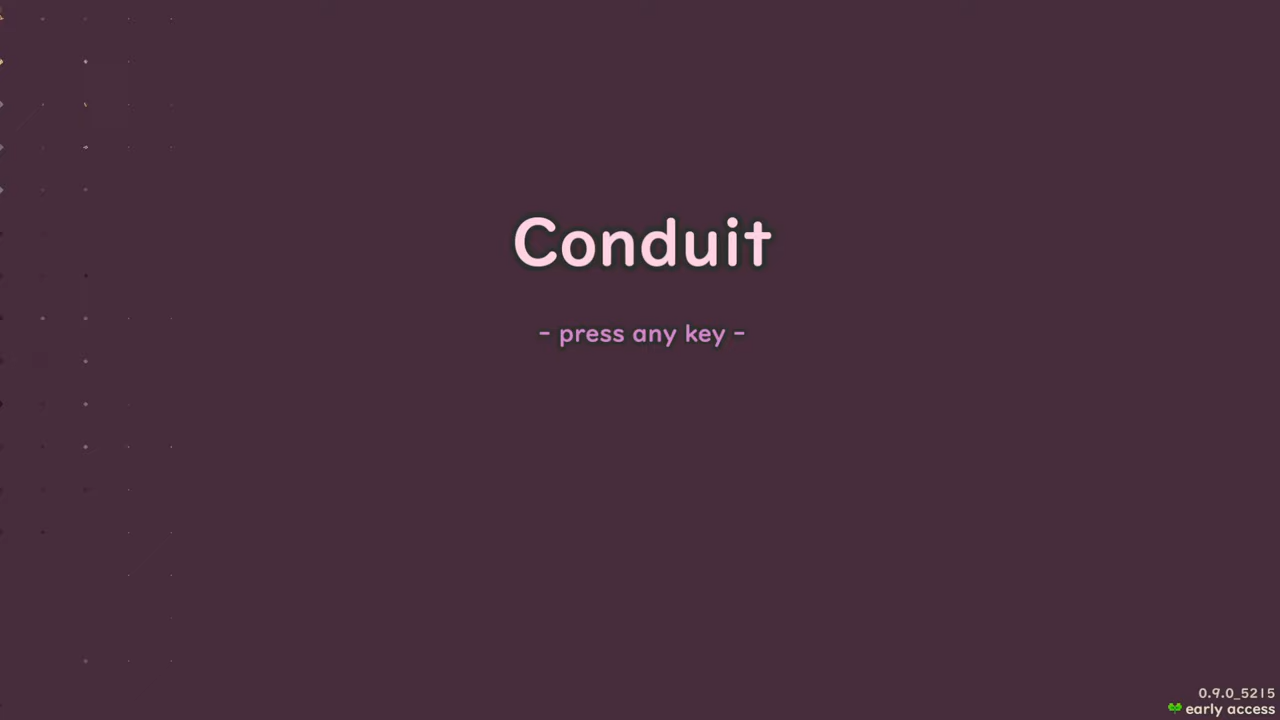 Conduit
- press any key -
0.9.0_5215
early access